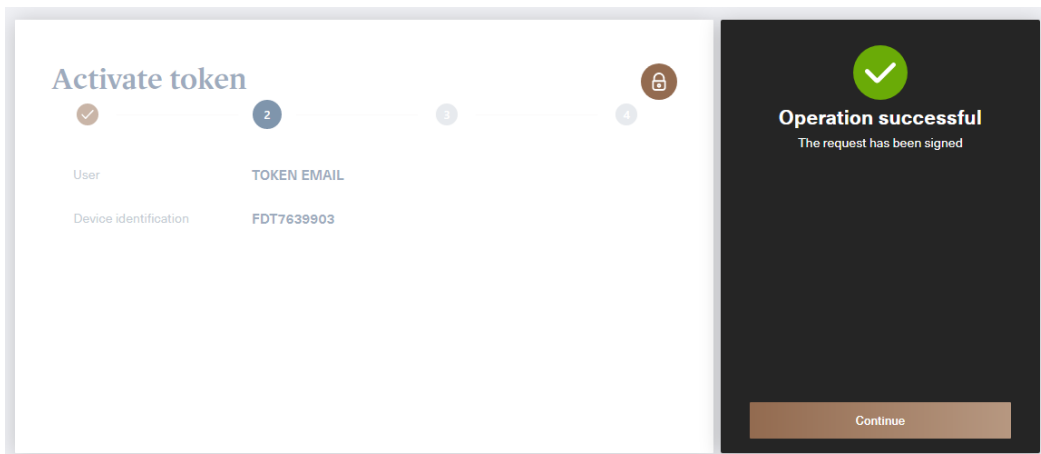 Activate token
2
3
4
User TOKEN EMAIL
Device identification FDT7639903
Operation successful
The request has been signed
Continue